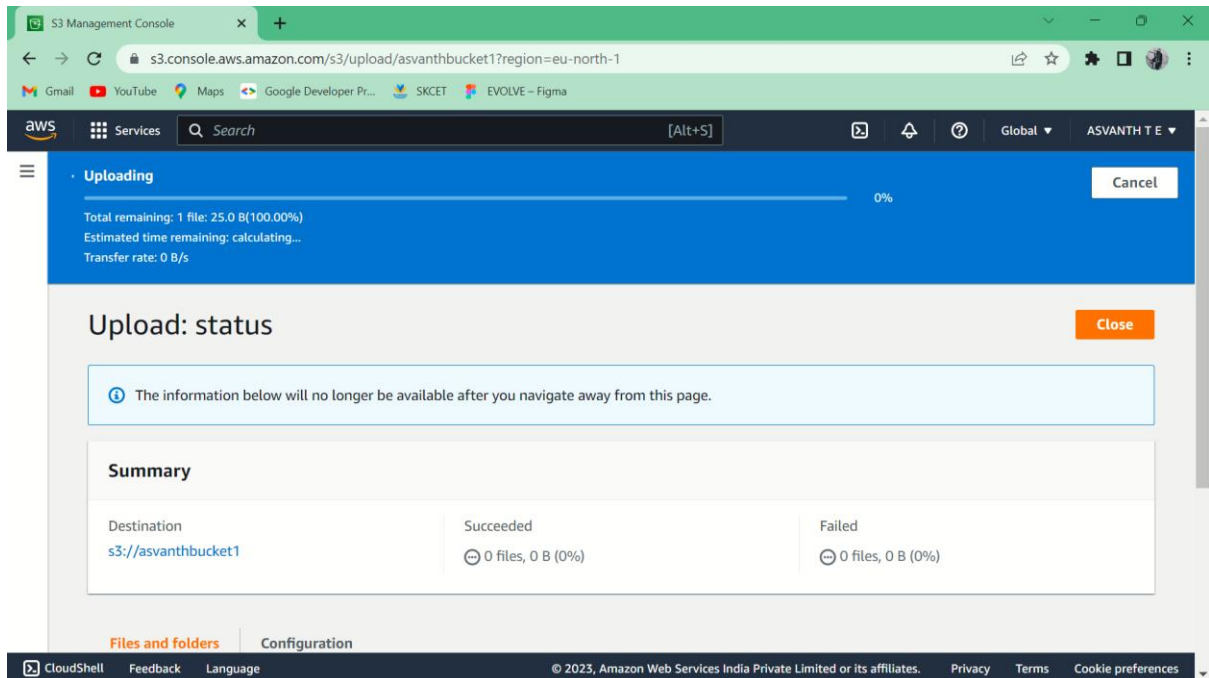 S3 Management Console
s3.console.aws.amazon.com/s3/upload/asvanthbucket1?region=eu-north-1
Gmail YouTube Maps Google Developer Pr... SKCET EVOLVE – Figma
aws Services Search [Alt+S] Global ASVANTH T E
Uploading
Cancel
0%
Total remaining: 1 file: 25.0 B(100.00%)
Estimated time remaining: calculating...
Transfer rate: 0 B/s
Upload: status
Close
The information below will no longer be available after you navigate away from this page.
Summary
Destination
s3://asvanthbucket1
Succeeded
0 files, 0 B (0%)
Failed
0 files, 0 B (0%)
Files and folders Configuration
CloudShell Feedback Language © 2023, Amazon Web Services India Private Limited or its affiliates. Privacy Terms Cookie preferences